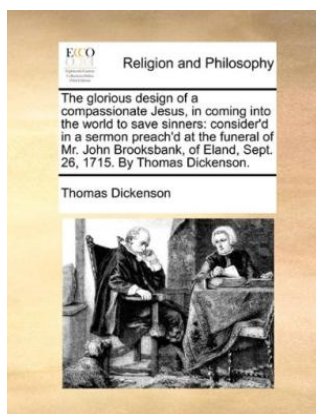 ECCO
Religion and Philosophy
The glorious design of a
compassionate Jesus, in coming into
the world to save sinners: consider'd
in a sermon preach'd at the funeral of
Mr. John Brooksbank, of Eland, Sept.
26, 1715. By Thomas Dickenson.
Thomas Dickenson